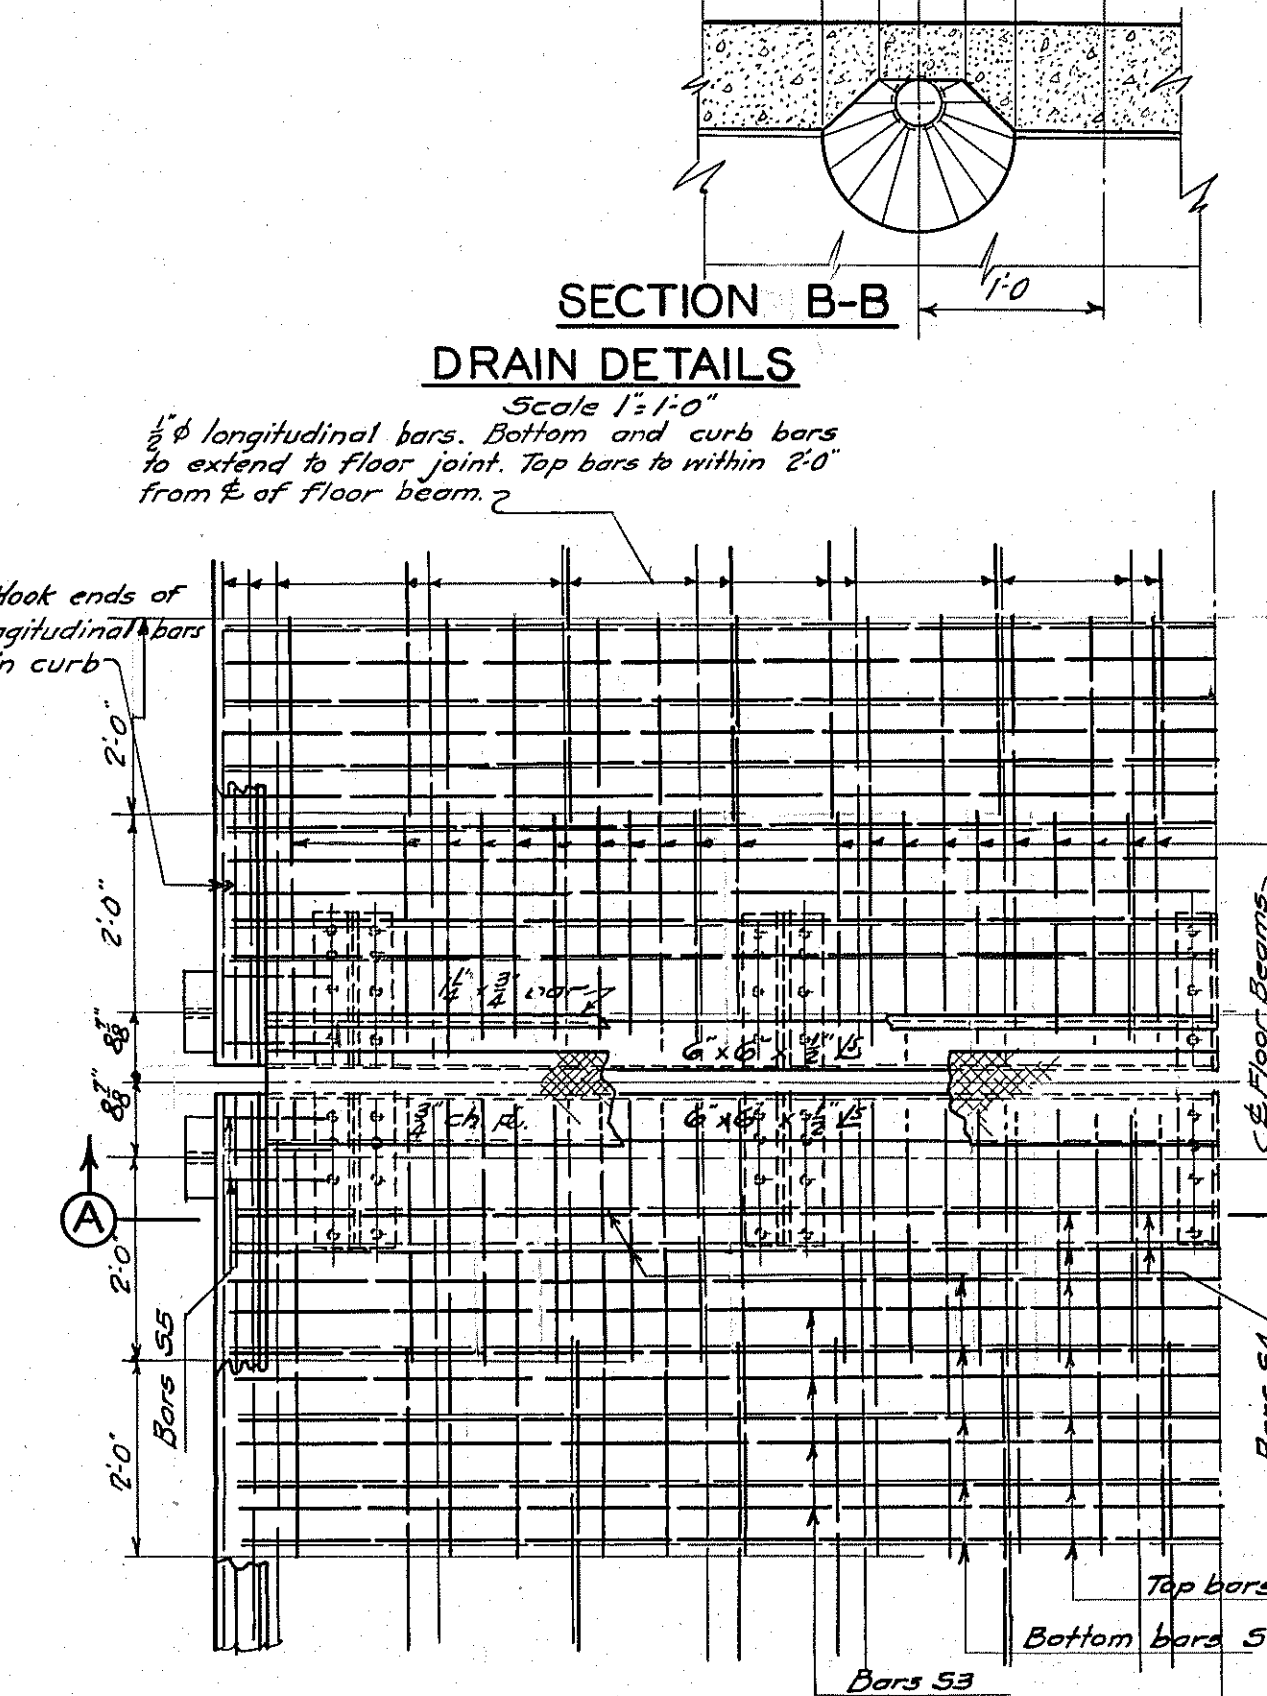 1'-0
SECTION B-B
DRAIN DETAILS
Scale 1"=1'-0"
1/2"ϕ longitudinal bars. Bottom and curb bars
to extend to floor joint. Top bars to within 2'-0"
from ℄ of floor beam.
Hook ends of
gitudinal bars
in curb
2'-0"
2'-0"
8 7/8"
8 7/8"
2'-0"
2'-0"
1 1/4" x 3/4" bar
6" x 6" x 1/2" Ls
3/4" ch. pl.
6" x 6" x 1/2" Ls
℄ Floor Beams
A
Bars S5
Bars S4
Top bars
Bottom bars S
Bars S3